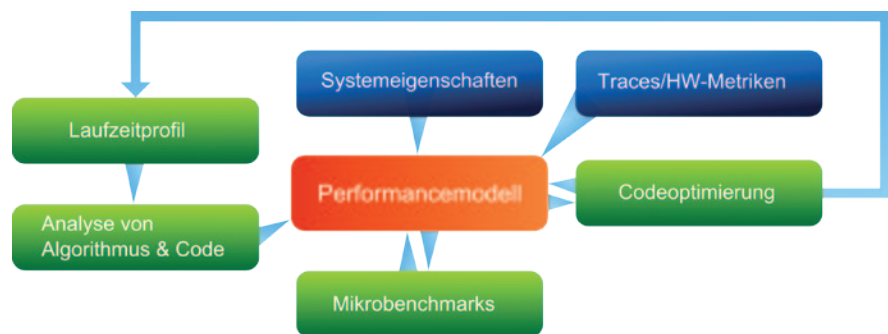 Systemeigenschaften
Traces/HW-Metriken
Laufzeitprofil
Performancemodell
Codeoptimierung
Analyse von
Algorithmus & Code
Mikrobenchmarks